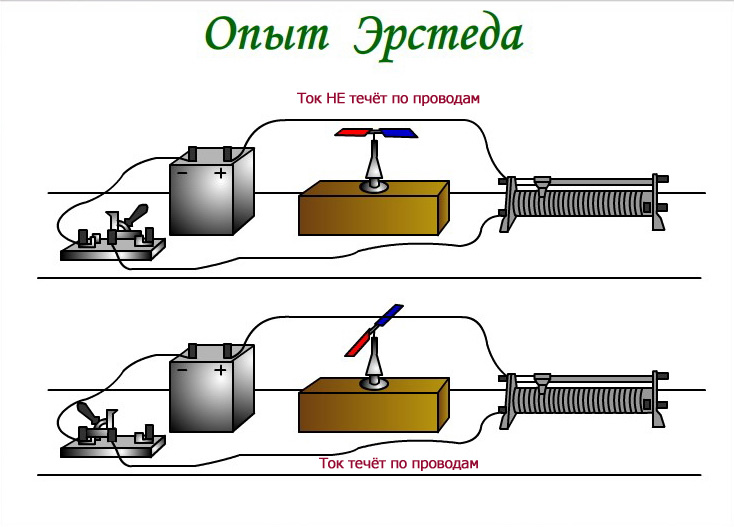 Опыт Эрстеда
Ток НЕ течёт по проводам
− +
− +
Ток течёт по проводам